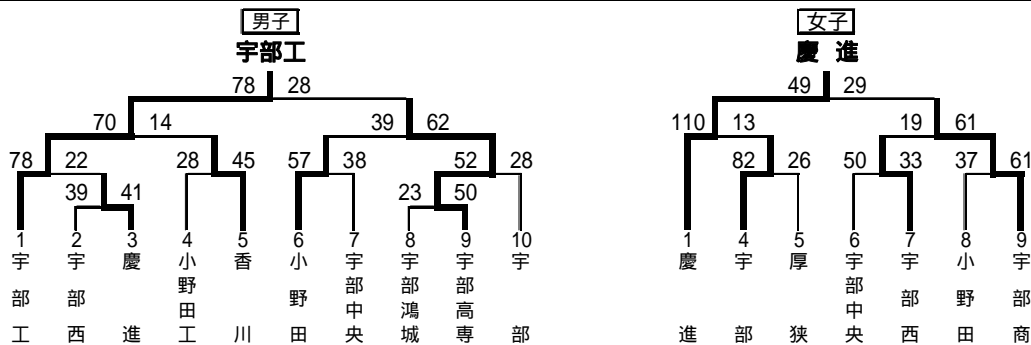 男子
宇部工
78 28
70 14 39 62
78 22 28 45 57 38 52 28
39 41 23 50
1 2 3 4 5 6 7 8 9 10
宇部工
宇部西
慶進
小野田工
香川
小野田
宇部中央
宇部鴻城
宇部高専
宇部
女子
慶進
49 29
110 13 19 61
82 26 50 33 37 61
1 4 5 6 7 8 9
慶進
宇部
厚狭
宇部中央
宇部西
小野田
宇部商